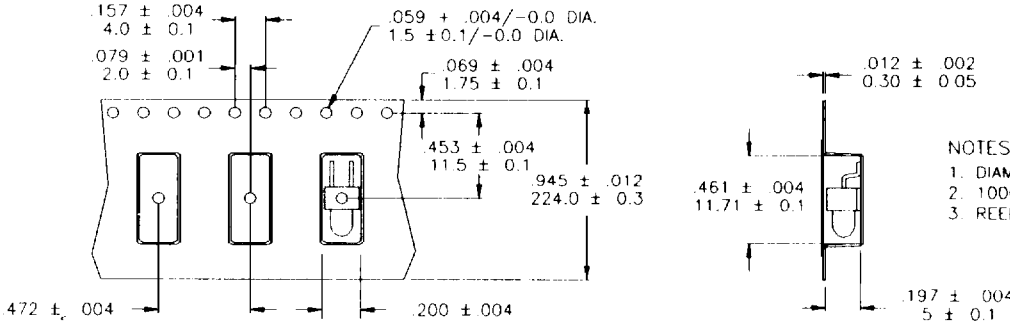 .157 ± .004
4.0 ± 0.1
.059 + .004/-0.0 DIA.
1.5 ±0.1/-0.0 DIA.
.079 ± .001
2.0 ± 0.1
.069 ± .004
1.75 ± 0.1
.012 ± .002
0.30 ± 0.05
.453 ± .004
11.5 ± 0.1
.945 ± .012
224.0 ± 0.3
.461 ± .004
11.71 ± 0.1
NOTES
1. DIAM
2. 100
3. REE
.472 ± .004
.200 ±.004
.197 ± .004
5 ± 0.1